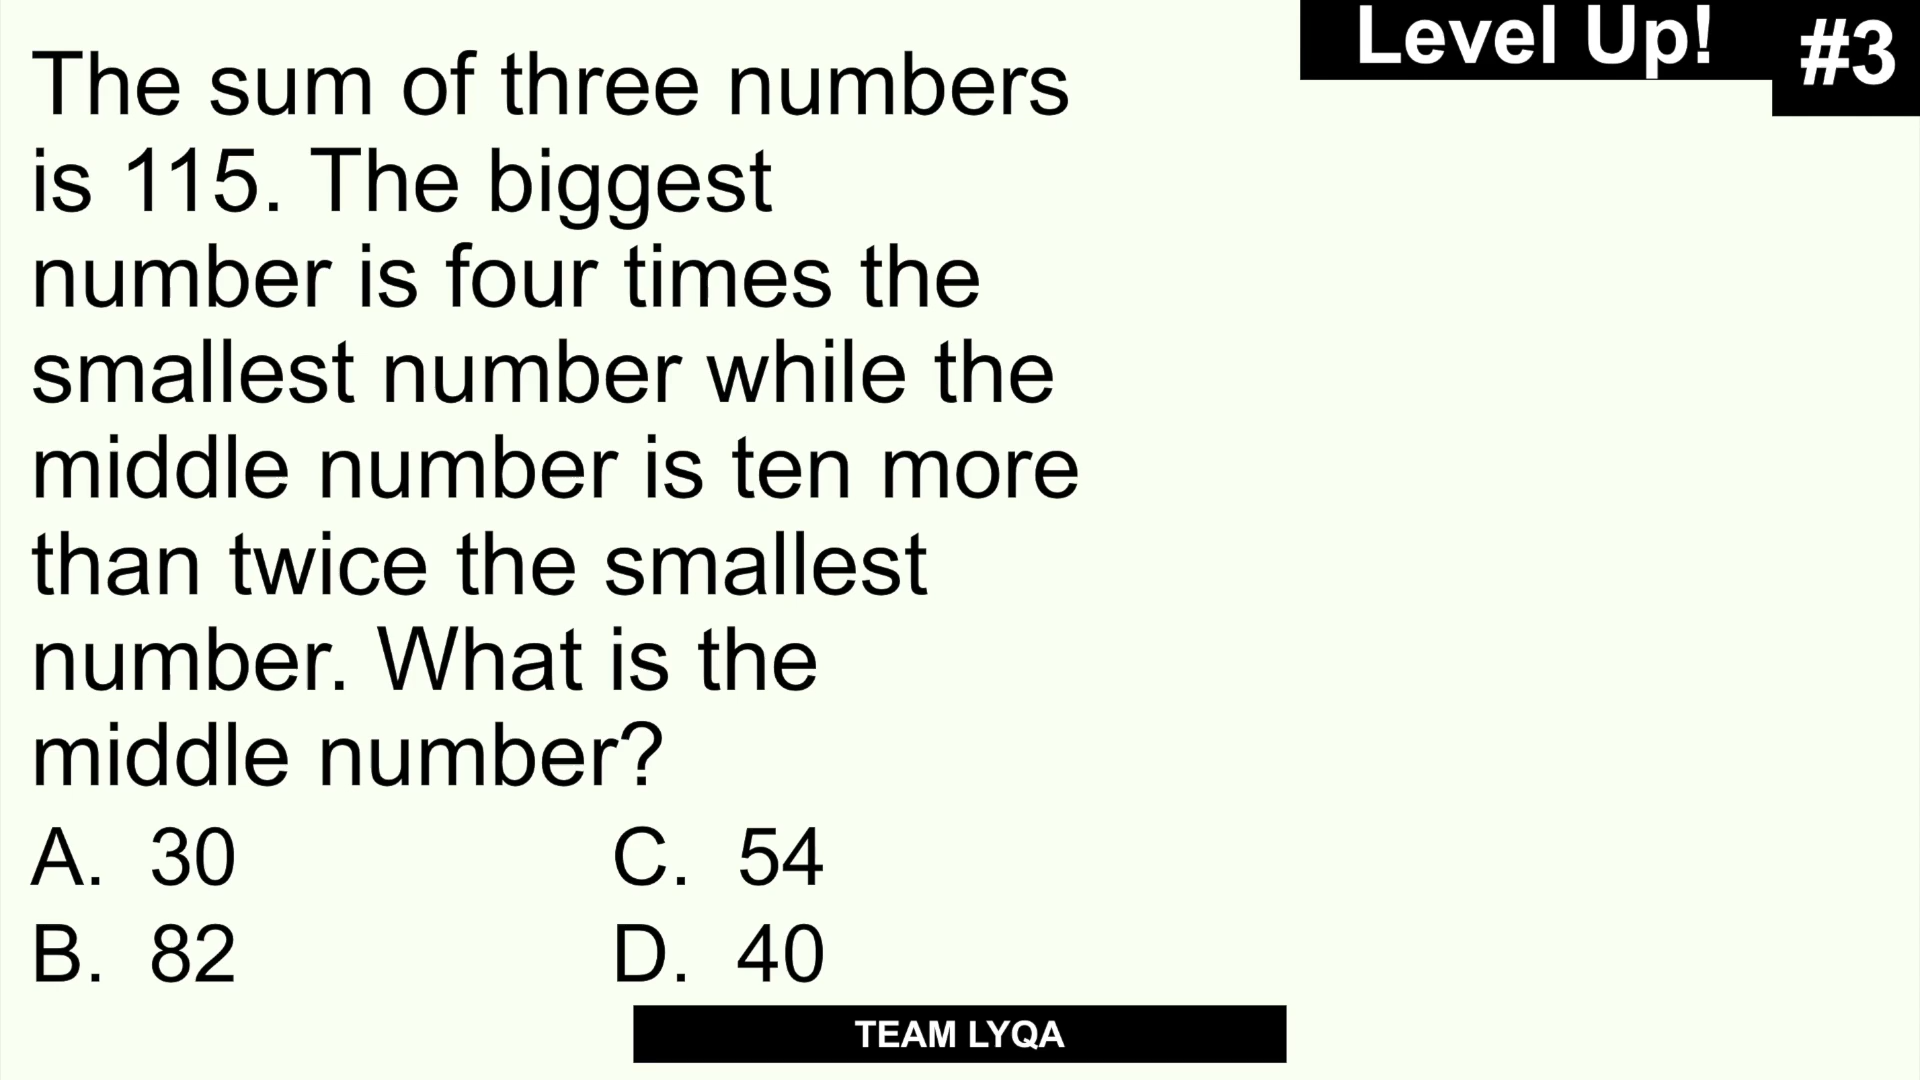 Level Up! #3
The sum of three numbers
is 115. The biggest
number is four times the
smallest number while the
middle number is ten more
than twice the smallest
number. What is the
middle number?
A. 30 C. 54
B. 82 D. 40
TEAM LYQA